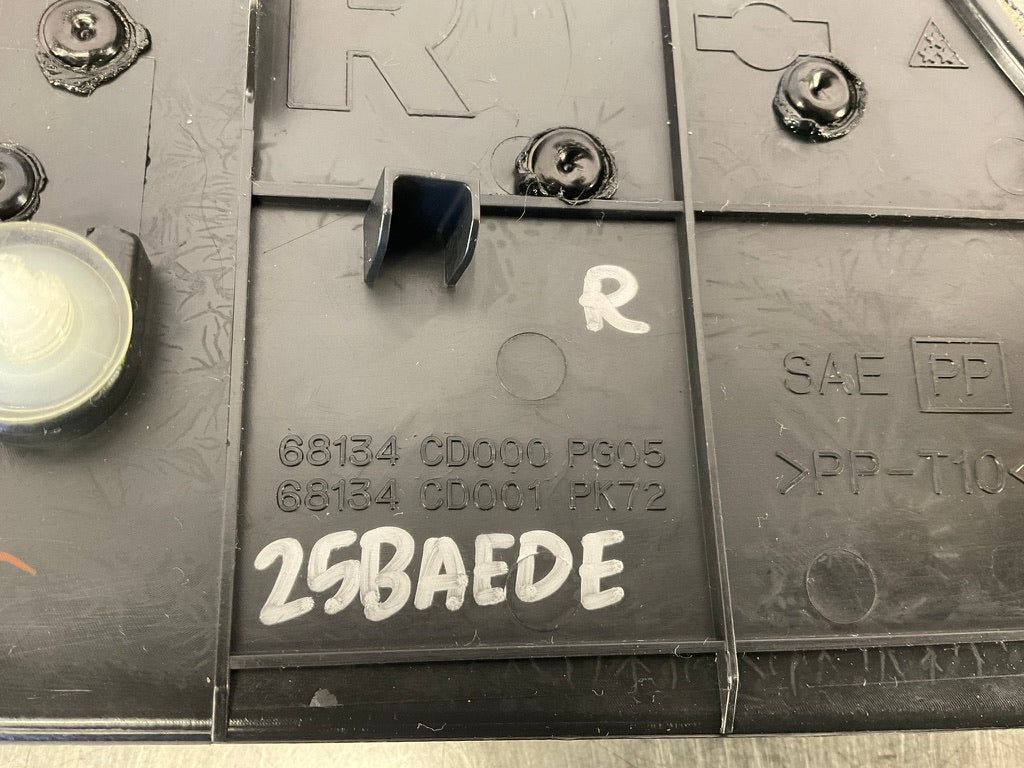 R
R
SAE PP
68134 CD000 PG05
>PP-T10<
68134 CD001 PK72
25BAEDE